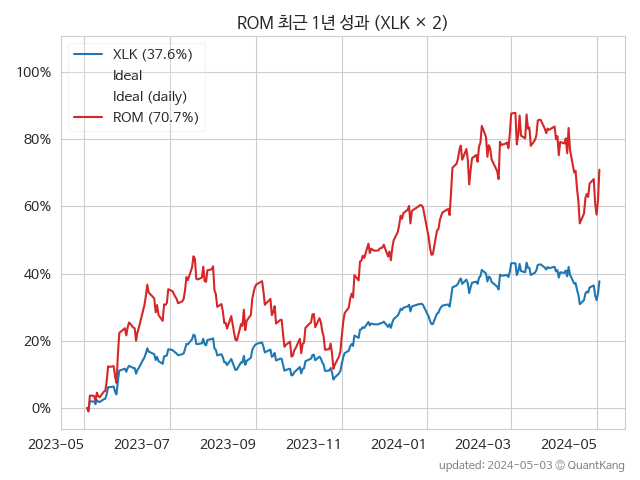 ROM 최근 1년 성과 (XLK × 2)
XLK (37.6%)
Ideal
Ideal (daily)
ROM (70.7%)
100%
80%
60%
40%
20%
0%
2023-05 2023-07 2023-09 2023-11 2024-01 2024-03 2024-05
updated: 2024-05-03 © QuantKang